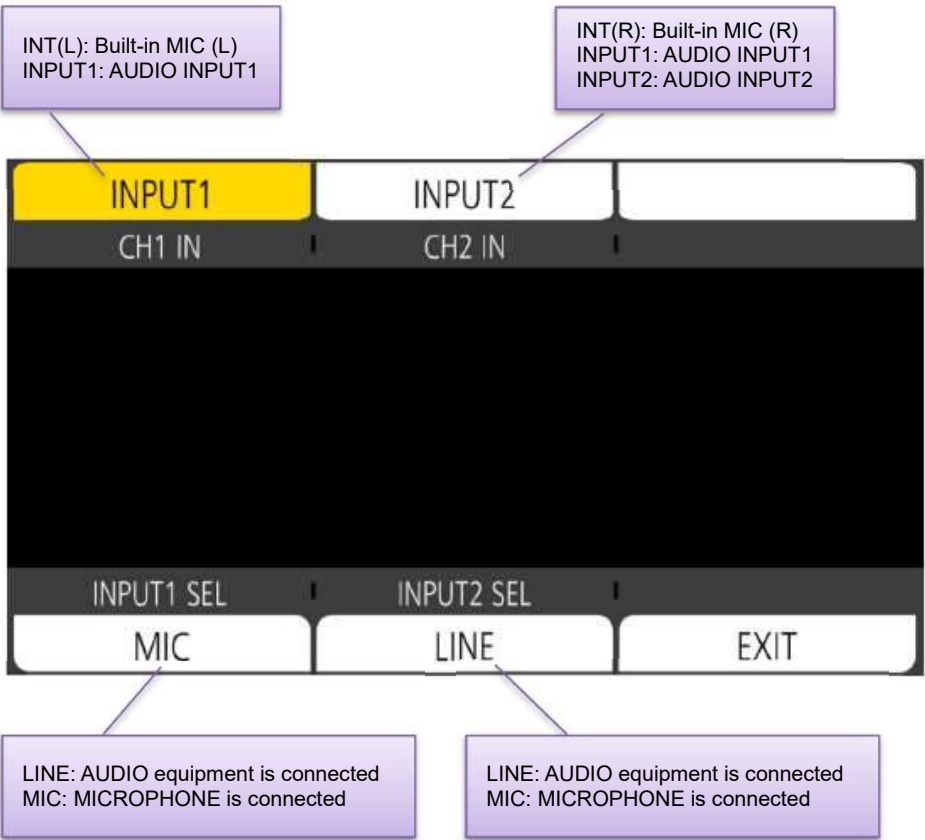 INT(L): Built-in MIC (L)
INPUT1: AUDIO INPUT1
INT(R): Built-in MIC (R)
INPUT1: AUDIO INPUT1
INPUT2: AUDIO INPUT2
INPUT1 INPUT2
CH1 IN CH2 IN
INPUT1 SEL INPUT2 SEL
MIC LINE EXIT
LINE: AUDIO equipment is connected
MIC: MICROPHONE is connected
LINE: AUDIO equipment is connected
MIC: MICROPHONE is connected